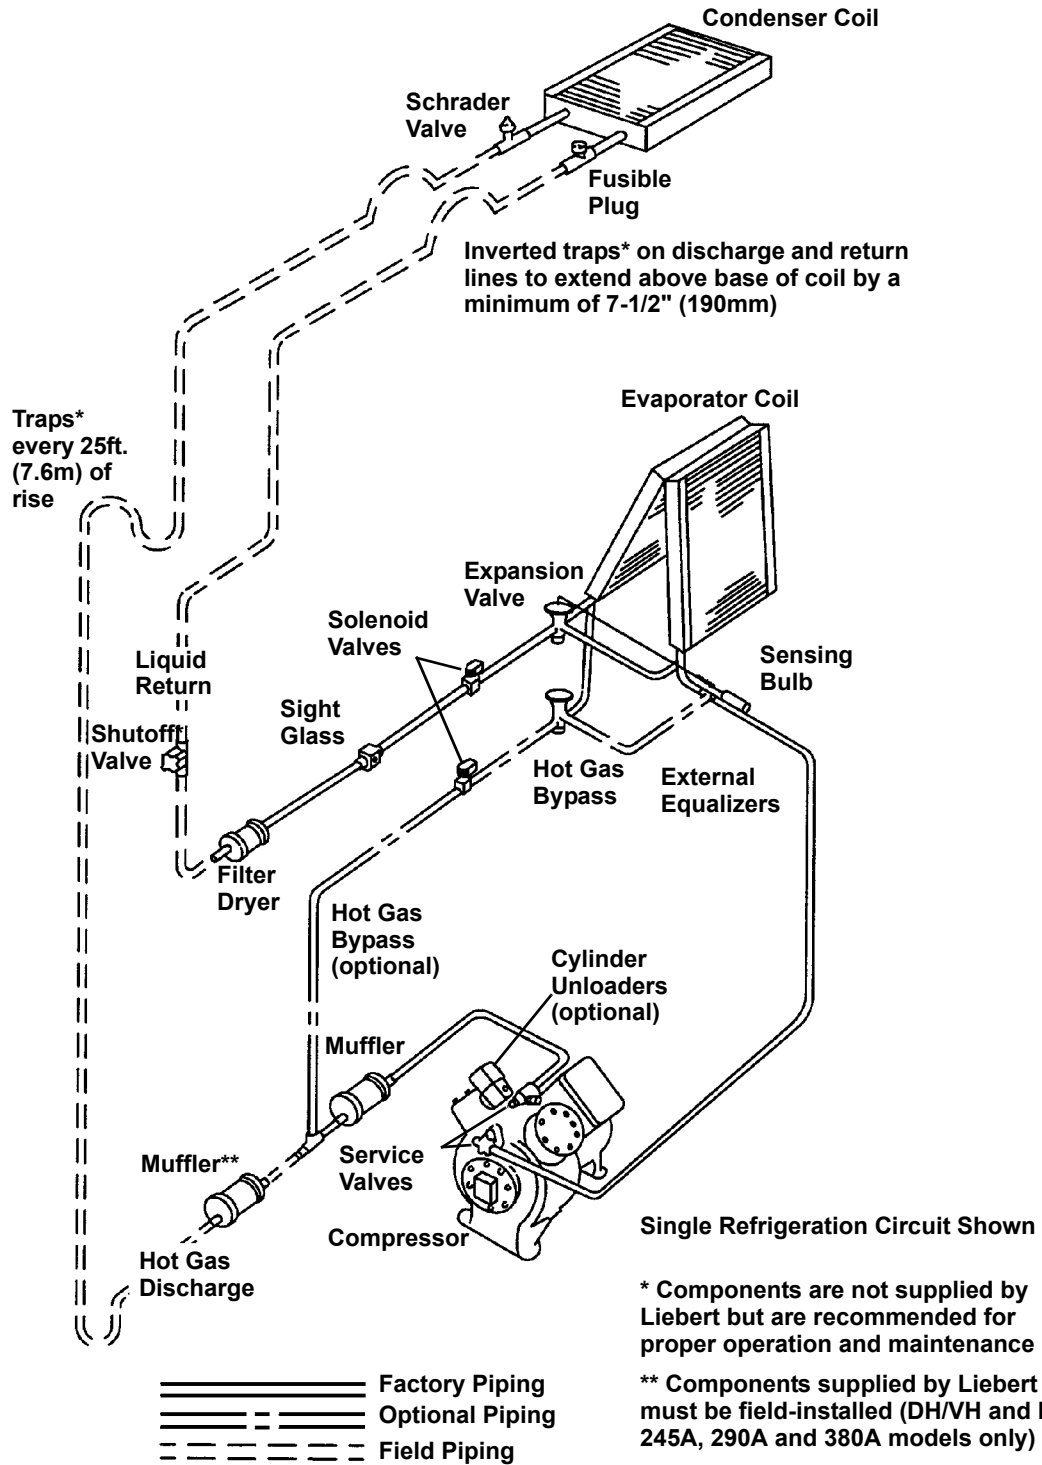 Condenser Coil
Schrader
Valve
Fusible
Plug
Inverted traps* on discharge and return
lines to extend above base of coil by a
minimum of 7-1/2" (190mm)
Evaporator Coil
Traps*
every 25ft.
(7.6m) of
rise
Expansion
Valve
Solenoid
Valves
Liquid
Return
Sensing
Bulb
Sight
Glass
Shutofft
Valve
Hot Gas
Bypass
External
Equalizers
Filter
Dryer
Hot Gas
Bypass
(optional)
Cylinder
Unloaders
(optional)
Muffler
Muffler**
Service
Valves
Compressor
Hot Gas
Discharge
Single Refrigeration Circuit Shown
* Components are not supplied by
Liebert but are recommended for
proper operation and maintenance
** Components supplied by Liebert
must be field-installed (DH/VH and
245A, 290A and 380A models only)
Factory Piping
Optional Piping
Field Piping